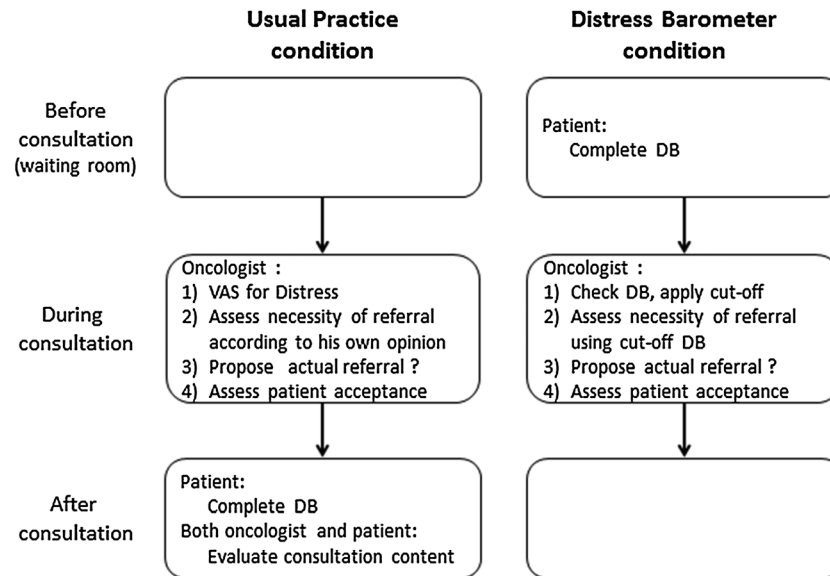 Usual Practice
condition
Distress Barometer
condition
Before
consultation
(waiting room)
Patient:
Complete DB
During
consultation
Oncologist :
1) VAS for Distress
2) Assess necessity of referral
according to his own opinion
3) Propose actual referral ?
4) Assess patient acceptance
Oncologist :
1) Check DB, apply cut-off
2) Assess necessity of referral
using cut-off DB
3) Propose actual referral ?
4) Assess patient acceptance
After
consultation
Patient:
Complete DB
Both oncologist and patient:
Evaluate consultation content